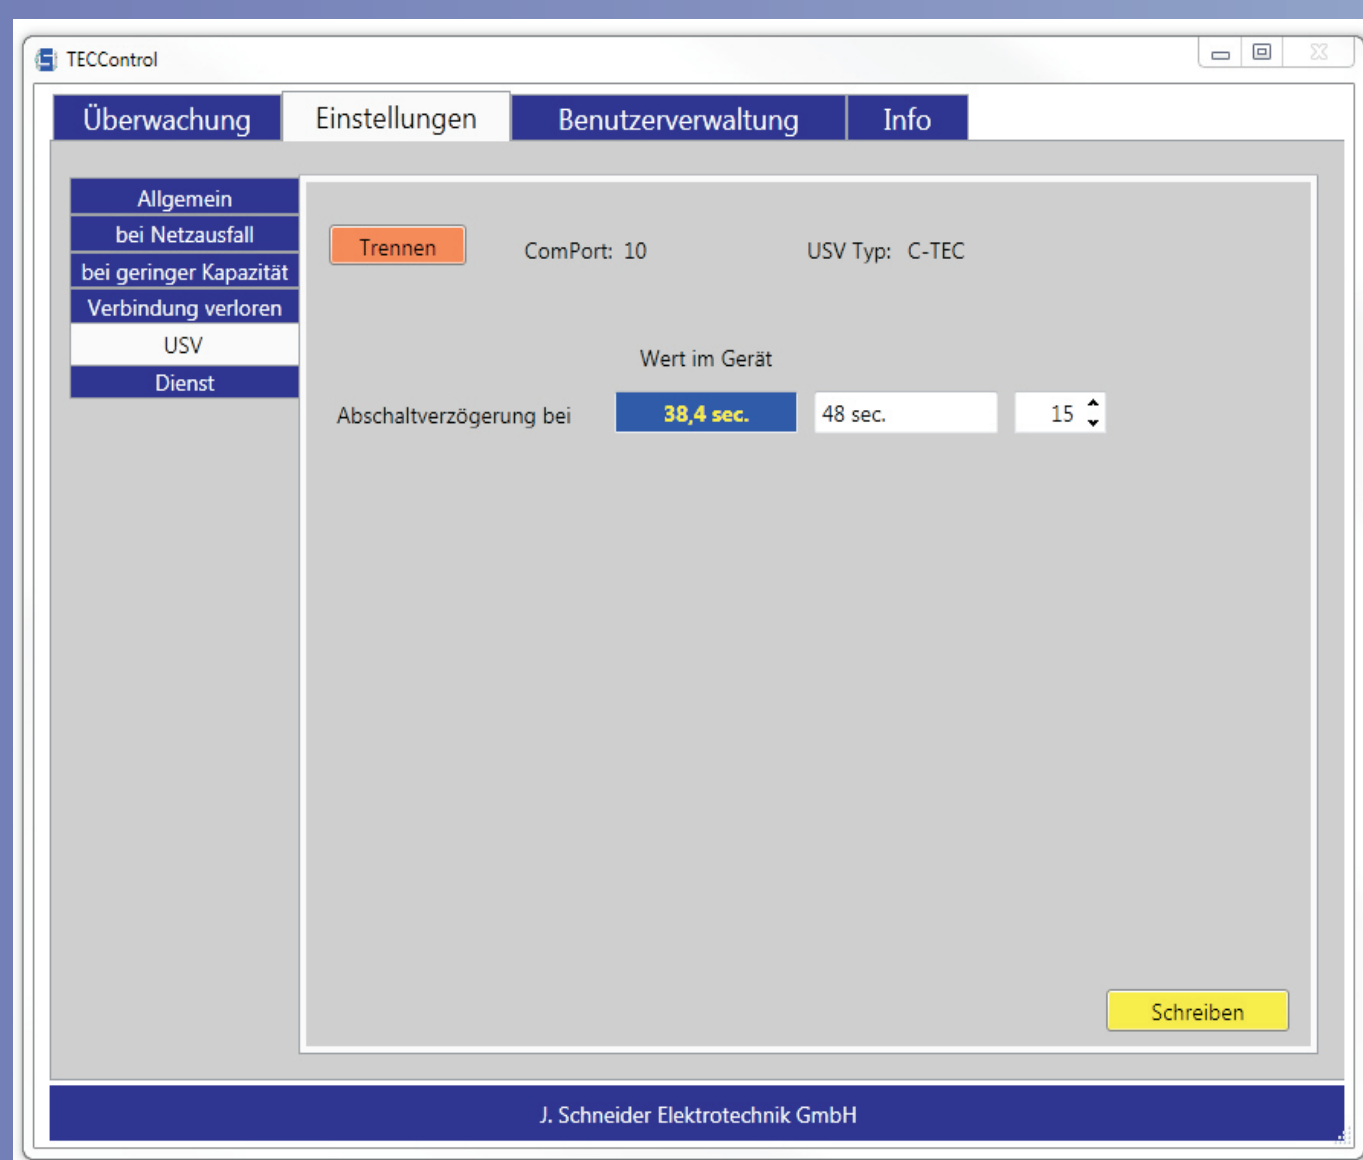 TECControl
Überwachung Einstellungen Benutzerverwaltung Info
Allgemein
bei Netzausfall
bei geringer Kapazität
Verbindung verloren
USV
Dienst
Trennen ComPort: 10 USV Typ: C-TEC
Wert im Gerät
Abschaltverzögerung bei 38,4 sec. 48 sec. 15
Schreiben
J. Schneider Elektrotechnik GmbH